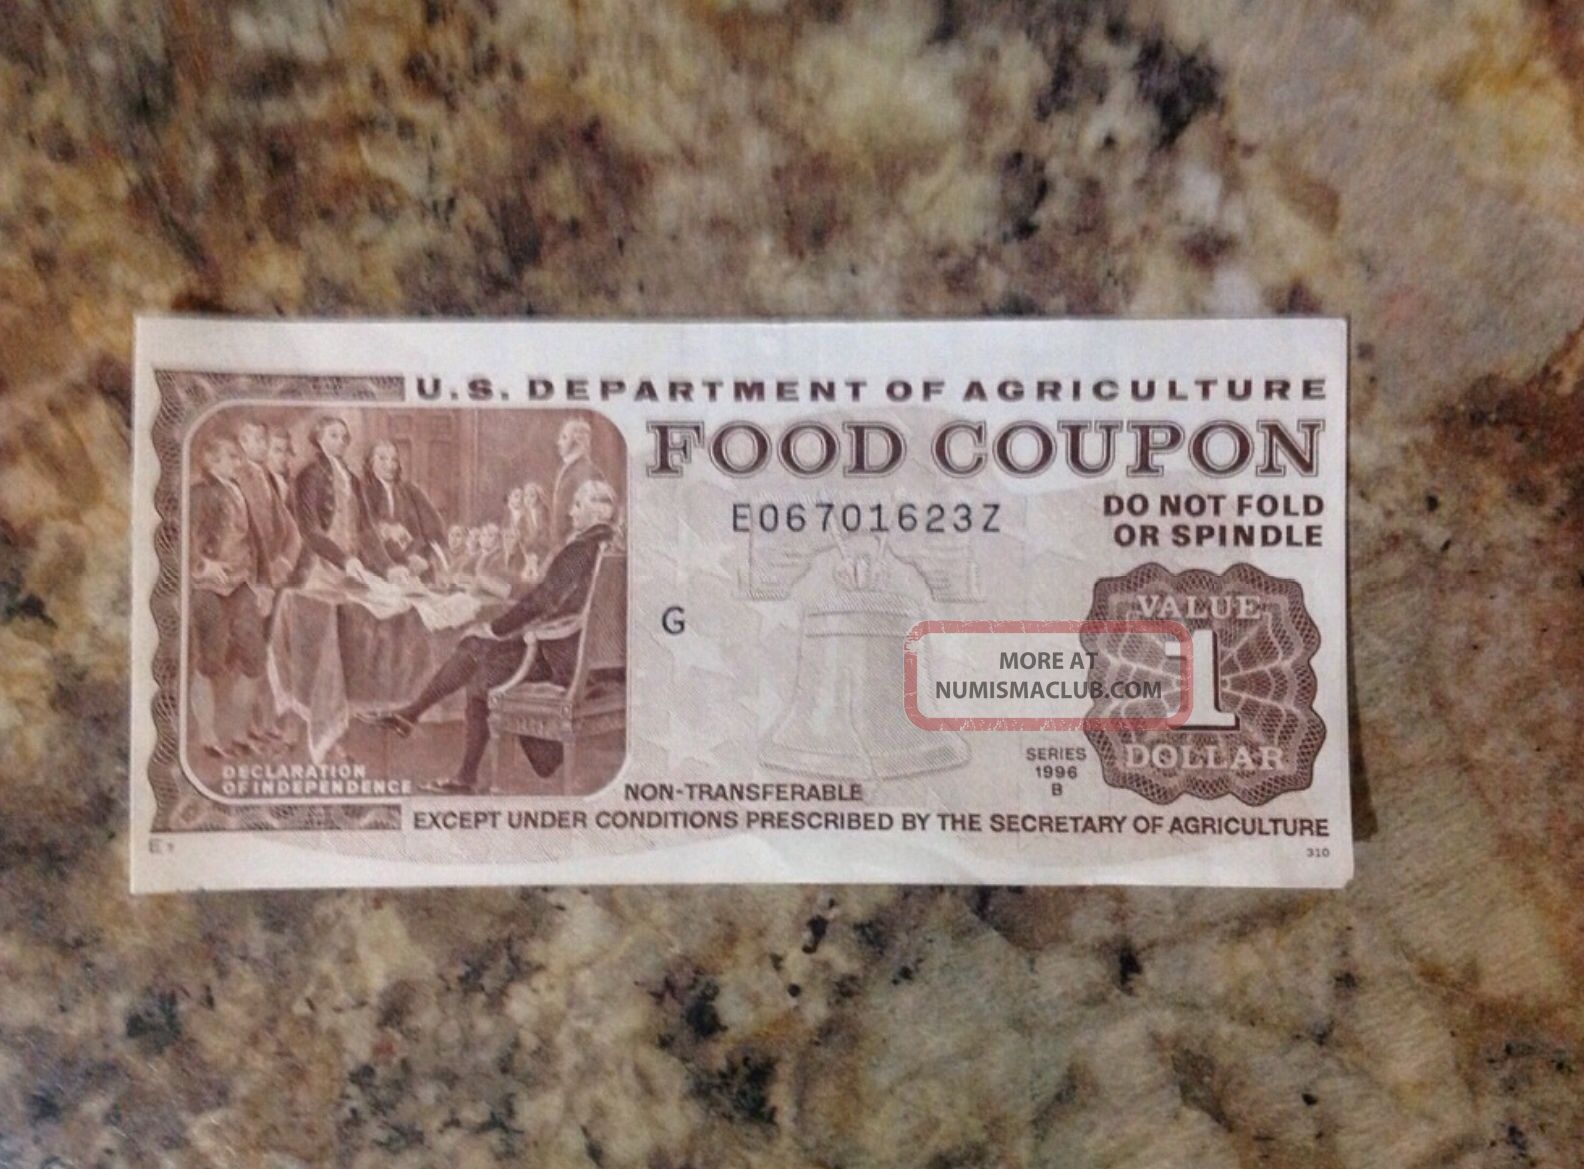 U.S. DEPARTMENT OF AGRICULTURE
FOOD COUPON
E06701623Z
DO NOT FOLD
OR SPINDLE
G
VALUE
1
DOLLAR
MORE AT
NUMISMACLUB.COM
SERIES
1996
B
DECLARATION
OF INDEPENDENCE
NON-TRANSFERABLE
EXCEPT UNDER CONDITIONS PRESCRIBED BY THE SECRETARY OF AGRICULTURE
310